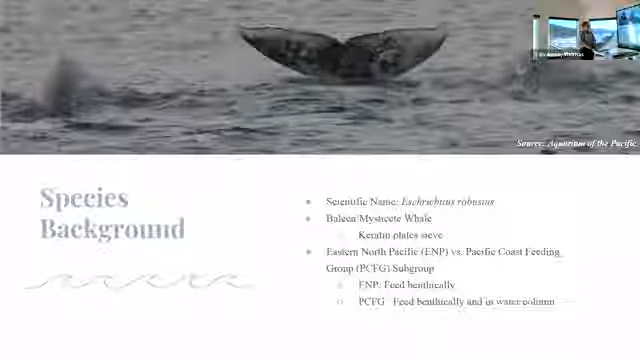 Source: Aquarium of the Pacific
Species
Background
Scientific Name: Eschrichtius robustus
Baleen/Mysticete Whale
Keratin plates sieve
Eastern North Pacific (ENP) vs. Pacific Coast Feeding
Group (PCFG) Subgroup
ENP: Feed benthically
PCFG: Feed benthically and in water column